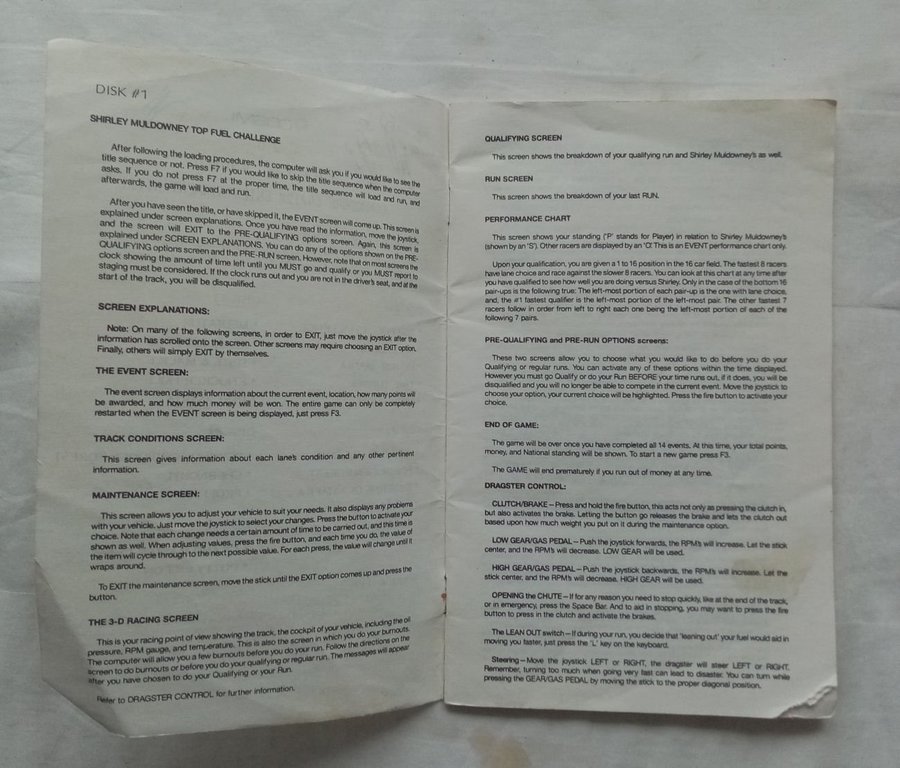 DISK #1
SHIRLEY MULDOWNEY TOP FUEL CHALLENGE
After following the loading procedures, the computer will ask you if you would like to see the
title sequence or not. Press F7 if you would like to skip the title sequence when the computer
asks. If you do not press F7 at the proper time, the title sequence will load and run, and
afterwards, the game will load and run.
After you have seen the title, or have skipped it, the EVENT screen will come up. This screen is
explained under screen explanations. Once you have read the information, move the joystick,
and the screen will EXIT to the PRE-QUALIFYING options screen. Again, this screen is
explained under SCREEN EXPLANATIONS. You can do any of the options shown on the PRE-
QUALIFYING options screen and the PRE-RUN screen. However, note that on most screens the
clock showing the amount of time left until you MUST go and qualify or you MUST report to
staging must be considered. If the clock runs out and you are not in the driver's seat, and at the
start of the track, you will be disqualified.
SCREEN EXPLANATIONS:
Note: On many of the following screens, in order to EXIT, just move the joystick after the
information has scrolled onto the screen. Other screens may require choosing an EXIT option.
Finally, others will simply EXIT by themselves.
THE EVENT SCREEN:
The event screen displays information about the current event, location, how many points will
be awarded, and how much money will be won. The entire game can only be completely
restarted when the EVENT screen is being displayed, just press F3.
TRACK CONDITIONS SCREEN:
This screen gives information about each lane's condition and any other pertinent
information.
MAINTENANCE SCREEN:
This screen allows you to adjust your vehicle to suit your needs. It also displays any problems
with your vehicle. Just move the joystick to select your changes. Press the button to activate your
choice. Note that each change needs a certain amount of time to be carried out, and this time is
shown as well. When adjusting values, press the fire button, and each time you do, the value of
the item will cycle through to the next possible value. For each press, the value will change until it
wraps around.
To EXIT the maintenance screen, move the stick until the EXIT option comes up and press the
button.
THE 3-D RACING SCREEN
This is your racing point of view showing the track, the cockpit of your vehicle, including the oil
pressure, RPM gauge, and temperature. This is also the screen in which you do your burnouts.
The computer will allow you a few burnouts before you do your run. Follow the directions on the
screen to do burnouts or before you do your qualifying or regular run. The messages will appear
after you have chosen to do your Qualifying or your Run.
Refer to DRAGSTER CONTROL for further information.
QUALIFYING SCREEN
This screen shows the breakdown of your qualifying run and Shirley Muldowney's as well.
RUN SCREEN
This screen shows the breakdown of your last RUN.
PERFORMANCE CHART
This screen shows your standing ('P' stands for Player) in relation to Shirley Muldowney's
(shown by an 'S'). Other racers are displayed by an 'O'! This is an EVENT performance chart only.
Upon your qualification, you are given a 1 to 16 position in the 16 car field. The fastest 8 racers
have lane choice and race against the slower 8 racers. You can look at this chart at any time after
you have qualified to see how well you are doing versus Shirley. Only in the case of the bottom 16
pair-ups is the following true: The left-most portion of each pair-up is the one with lane choice,
and, the #1 fastest qualifier is the left-most portion of the left-most pair. The other fastest 7
racers follow in order from left to right each one being the left-most portion of each of the
following 7 pairs.
PRE-QUALIFYING and PRE-RUN OPTIONS screens:
These two screens allow you to choose what you would like to do before you do your
Qualifying or regular runs. You can activate any of these options within the time displayed.
However you must go Qualify or do your Run BEFORE your time runs out, if it does, you will be
disqualified and you will no longer be able to compete in the current event. Move the joystick to
choose your option, your current choice will be highlighted. Press the fire button to activate your
choice.
END OF GAME:
The game will be over once you have completed all 14 events. At this time, your total points,
money, and National standing will be shown. To start a new game press F3.
The GAME will end prematurely if you run out of money at any time.
DRAGSTER CONTROL:
CLUTCH/BRAKE—Press and hold the fire button, this acts not only as pressing the clutch in,
but also activates the brake. Letting the button go releases the brake and lets the clutch out
based upon how much weight you put on it during the maintenance option.
LOW GEAR/GAS PEDAL—Push the joystick forwards, the RPM's will increase. Let the stick
center, and the RPM's will decrease. LOW GEAR will be used.
HIGH GEAR/GAS PEDAL—Push the joystick backwards, the RPM's will increase. Let the
stick center, and the RPM's will decrease. HIGH GEAR will be used.
OPENING the CHUTE—If for any reason you need to stop quickly, like at the end of the track,
or in emergency, press the Space Bar. And to aid in stopping, you may want to press the fire
button to press in the clutch and activate the brakes.
The LEAN OUT switch—If during your run, you decide that 'leaning out' your fuel would aid in
moving you faster, just press the 'L' key on the keyboard.
Steering—Move the joystick LEFT or RIGHT, the dragster will steer LEFT or RIGHT.
Remember, turning too much when going very fast can lead to disaster. You can turn while
pressing the GEAR/GAS PEDAL by moving the stick to the proper diagonal position.